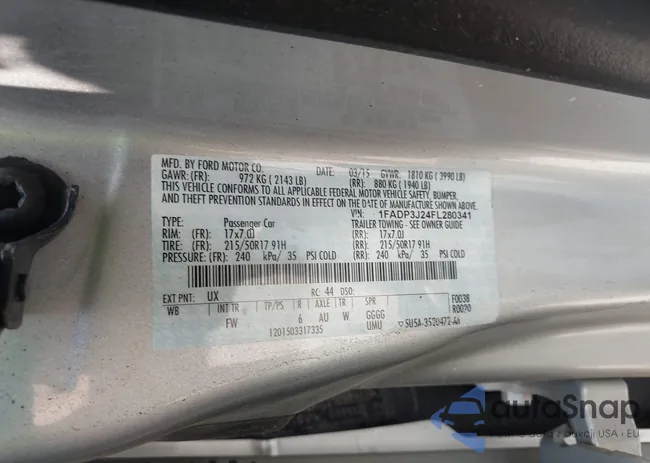 MFD. BY FORD MOTOR CO. DATE: 03/15 GVWR: 1810 KG (3990 LB)
GAWR: (FR): 972 KG (2143 LB) (RR): 880 KG (1940 LB)
THIS VEHICLE CONFORMS TO ALL APPLICABLE FEDERAL MOTOR VEHICLE SAFETY, BUMPER,
AND THEFT PREVENTION STANDARDS IN EFFECT ON THE DATE OF MANUFACTURE SHOWN ABOVE.
VIN: 1FADP3J24FL280341
TYPE: Passenger Car TRAILER TOWING - SEE OWNER GUIDE
RIM: (FR): 17x7.0J (RR): 17x7.0J
TIRE: (FR): 215/50R17 91H (RR): 215/50R17 91H
PRESSURE: (FR): 240 kPa/ 35 PSI COLD (RR): 240 kPa/ 35 PSI COLD
EXT PNT: UX RC: 44 DSO: F0038
WB INT TR TP/PS R AXLE TR SPR R0090
FW 6 AU W GGGG
1201503317335 UMU ▽ 5U5A-3520472-AA
autoSnap
USA • EU